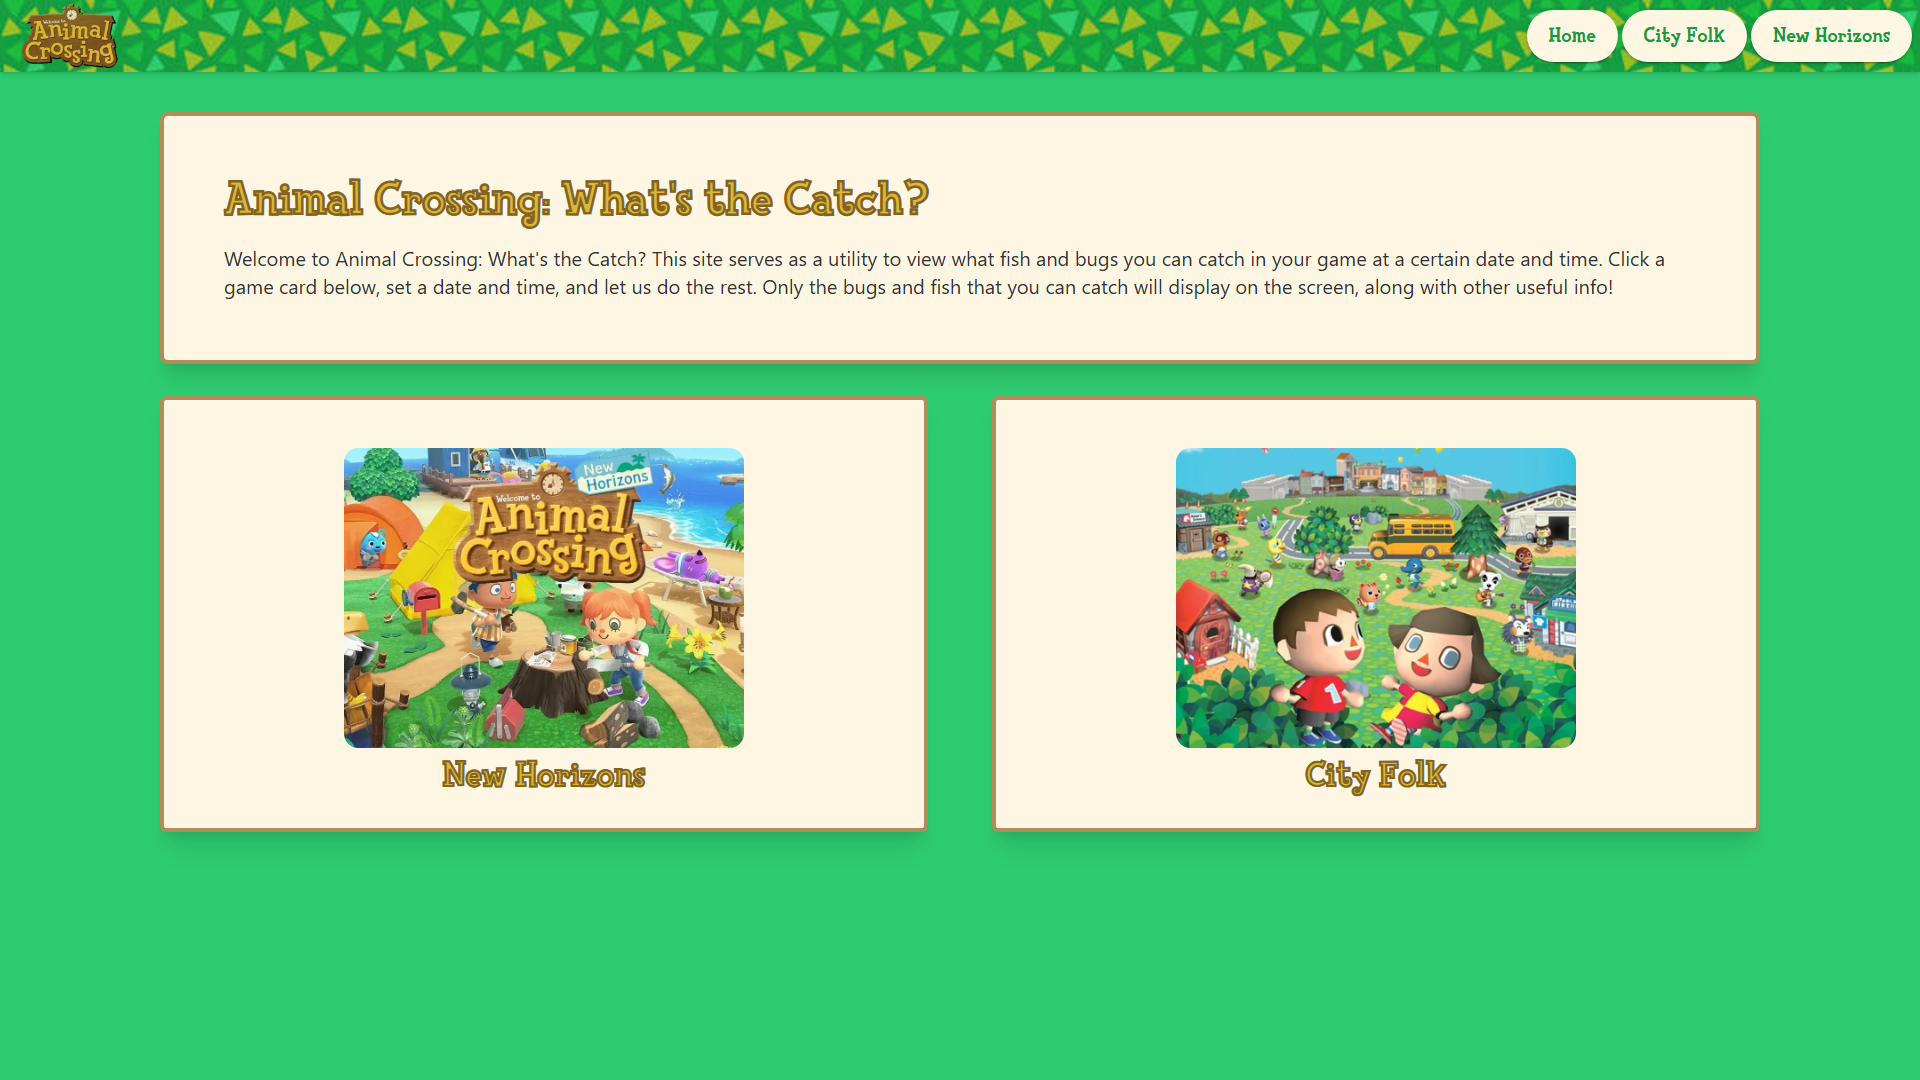 Welcome to
Animal
Crossing
Home
City Folk
New Horizons
Animal Crossing: What's the Catch?
Welcome to Animal Crossing: What's the Catch? This site serves as a utility to view what fish and bugs you can catch in your game at a certain date and time. Click a
game card below, set a date and time, and let us do the rest. Only the bugs and fish that you can catch will display on the screen, along with other useful info!
New
Horizons
Welcome to
Animal
Crossing
1
New Horizons
City Folk